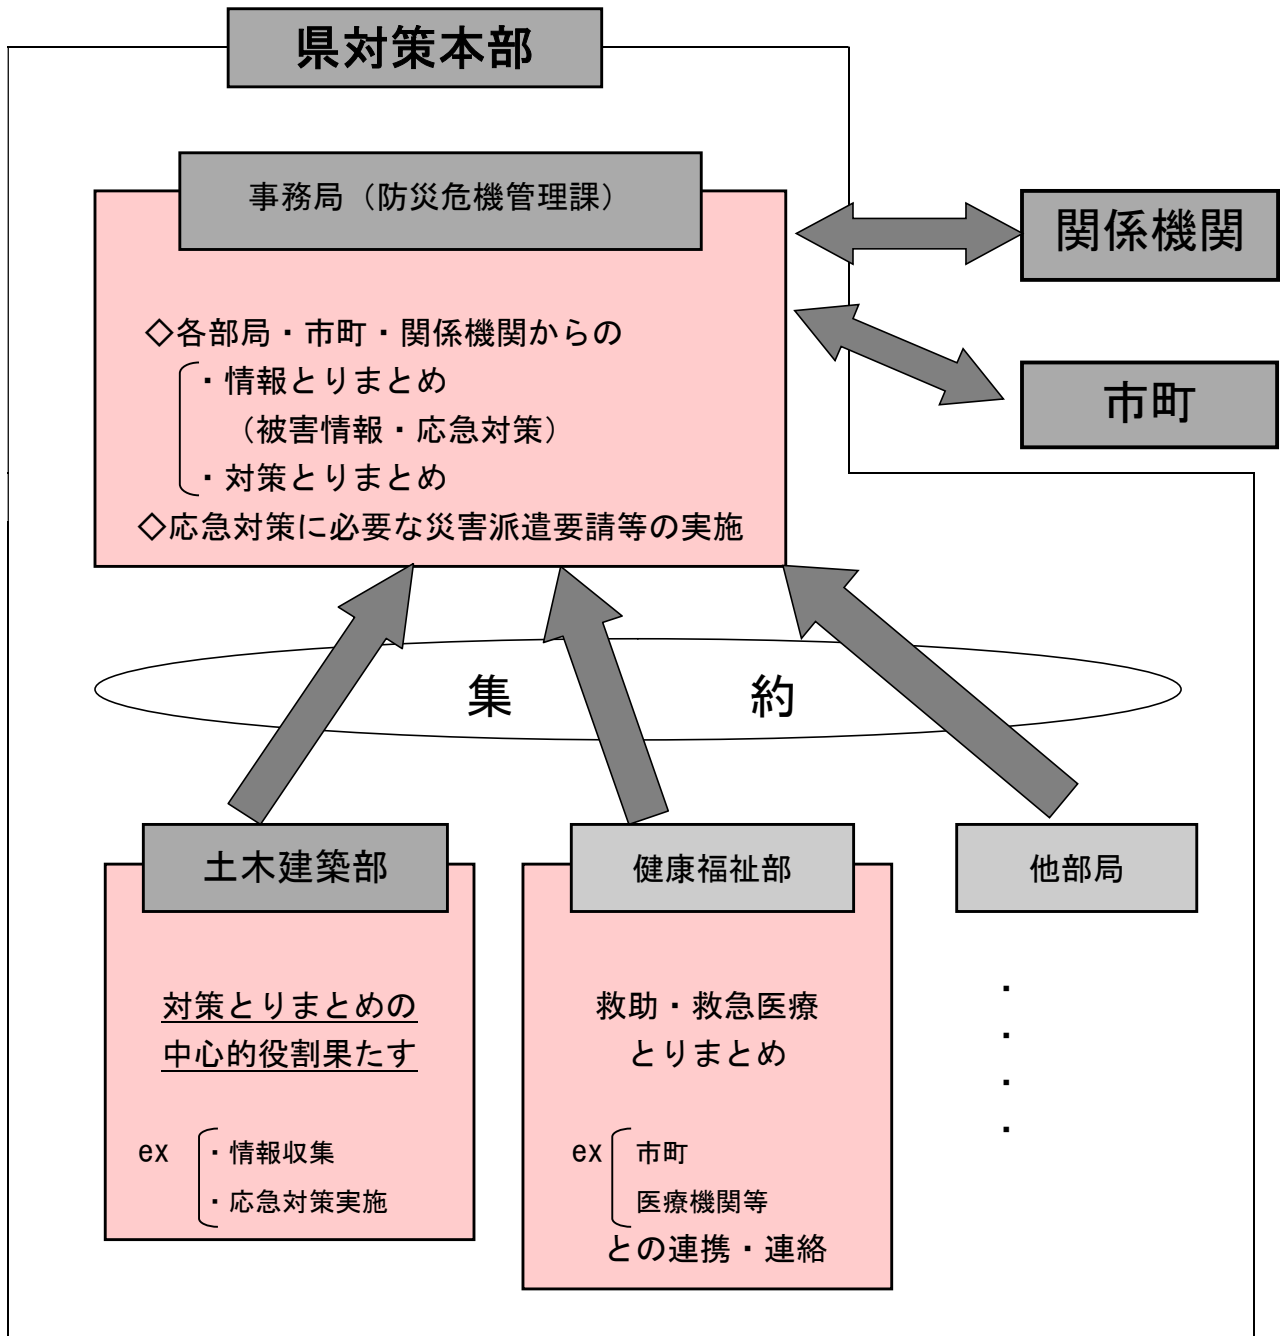 県対策本部
事務局（防災危機管理課）
関係機関
市町
◇各部局・市町・関係機関からの
・情報とりまとめ
（被害情報・応急対策）
・対策とりまとめ
◇応急対策に必要な災害派遣要請等の実施
集　約
土木建築部
対策とりまとめの
中心的役割果たす
ex
・情報収集
・応急対策実施
健康福祉部
救助・救急医療
とりまとめ
ex
市町
医療機関等
との連携・連絡
他部局
・
・
・
・